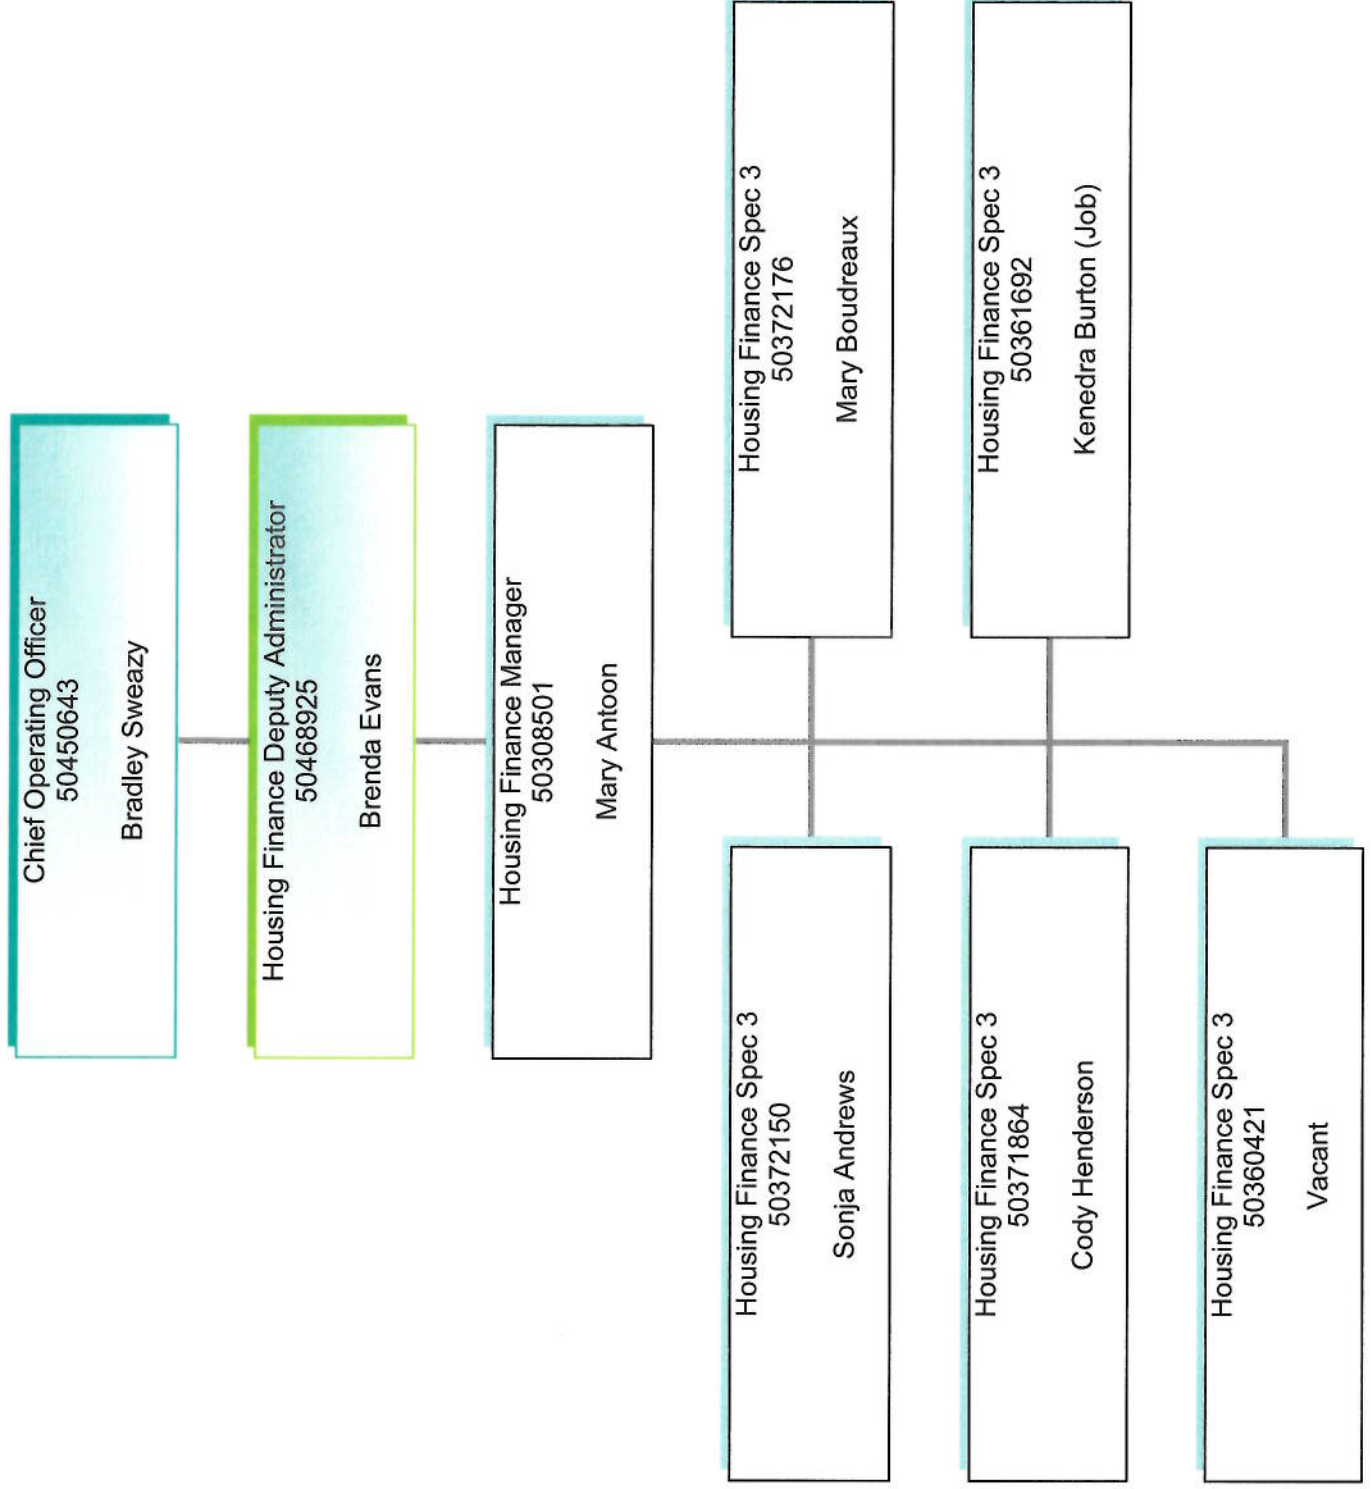 Chief Operating Officer
50450643
Bradley Sweazy
Housing Finance Deputy Administrator
50468925
Brenda Evans
Housing Finance Manager
50308501
Mary Antoon
Housing Finance Spec 3
50372150
Sonja Andrews
Housing Finance Spec 3
50372176
Mary Boudreaux
Housing Finance Spec 3
50371864
Cody Henderson
Housing Finance Spec 3
50361692
Kenedra Burton (Job)
Housing Finance Spec 3
50360421
Vacant